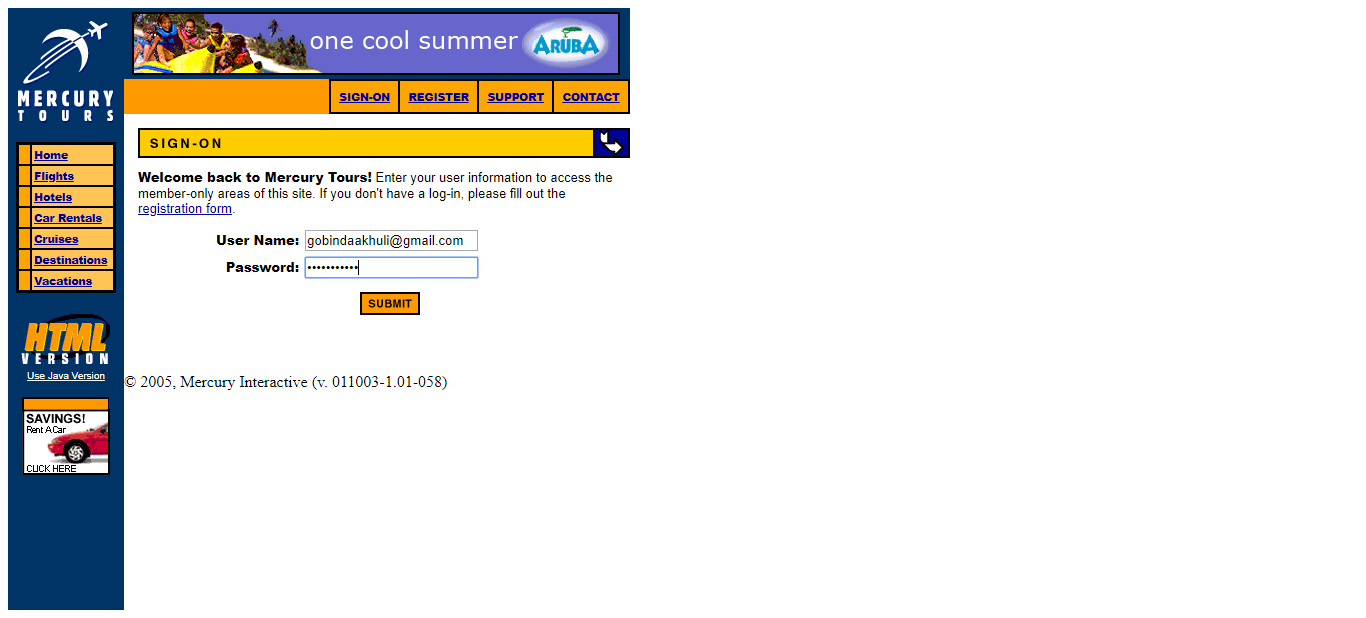 MERCURY
TOURS
one cool summer ARUBA
SIGN-ON REGISTER SUPPORT CONTACT
Home
Flights
Hotels
Car Rentals
Cruises
Destinations
Vacations
HTML
VERSION
Use Java Version
SAVINGS!
Rent A Car
CLICK HERE
SIGN-ON
Welcome back to Mercury Tours! Enter your user information to access the
member-only areas of this site. If you don't have a log-in, please fill out the
registration form.
User Name: gobindaakhuli@gmail.com
Password: •••••••••••
SUBMIT
© 2005, Mercury Interactive (v. 011003-1.01-058)